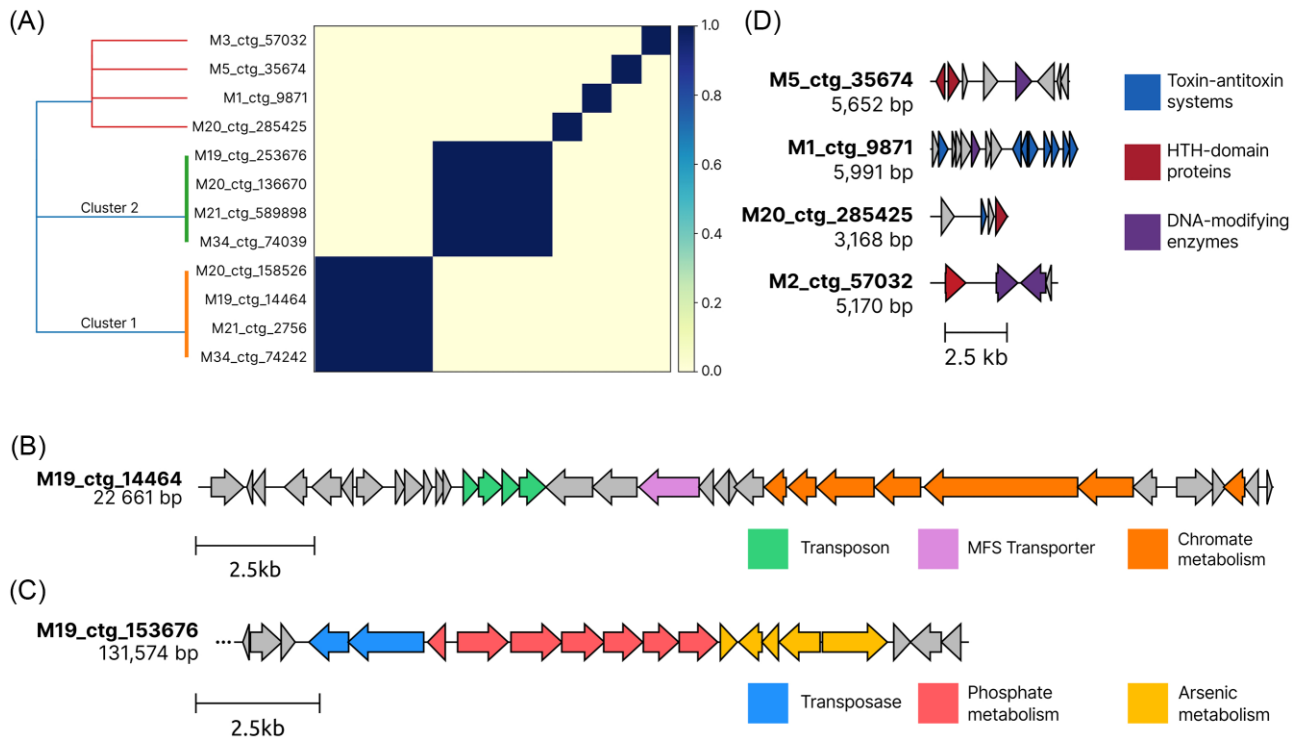 (A)
M3_ctg_57032
M5_ctg_35674
M1_ctg_9871
M20_ctg_285425
M19_ctg_253676
M20_ctg_136670
Cluster 2
M21_ctg_589898
M34_ctg_74039
M20_ctg_158526
M19_ctg_14464
Cluster 1
M21_ctg_2756
M34_ctg_74242
1.0
0.8
0.6
0.4
0.2
0.0
(D)
M5_ctg_35674
5,652 bp
M1_ctg_9871
5,991 bp
M20_ctg_285425
3,168 bp
M2_ctg_57032
5,170 bp
2.5 kb
Toxin-antitoxin
systems
HTH-domain
proteins
DNA-modifying
enzymes
(B)
M19_ctg_14464
22 661 bp
2.5kb
Transposon
MFS Transporter
Chromate
metabolism
(C)
M19_ctg_153676
131,574 bp
...
2.5kb
Transposase
Phosphate
metabolism
Arsenic
metabolism